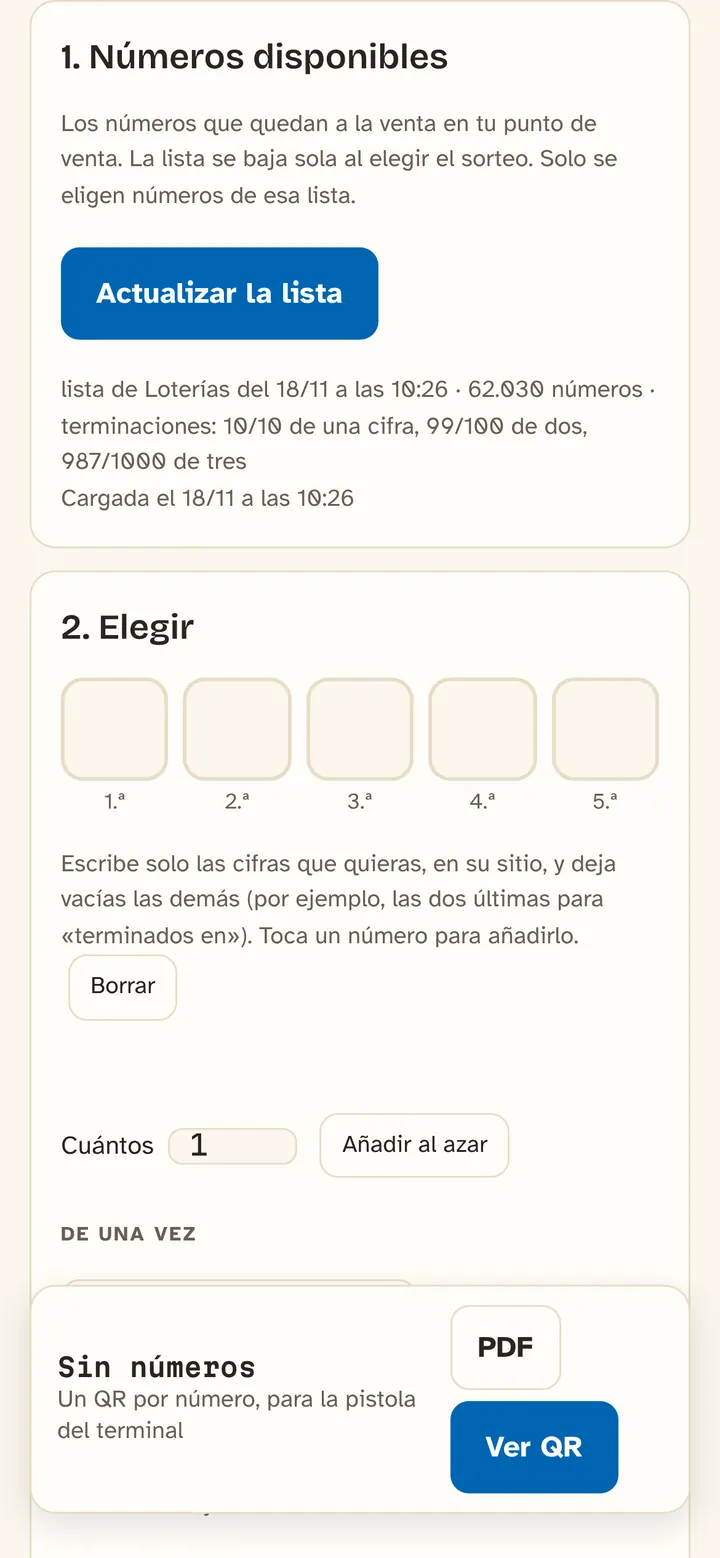 1. Números disponibles
Los números que quedan a la venta en tu punto de
venta. La lista se baja sola al elegir el sorteo. Solo se
eligen números de esa lista.
Actualizar la lista
lista de Loterías del 18/11 a las 10:26 · 62.030 números ·
terminaciones: 10/10 de una cifra, 99/100 de dos,
987/1000 de tres
Cargada el 18/11 a las 10:26
2. Elegir
1.ª 2.ª 3.ª 4.ª 5.ª
Escribe solo las cifras que quieras, en su sitio, y deja
vacías las demás (por ejemplo, las dos últimas para
«terminados en»). Toca un número para añadirlo.
Borrar
Cuántos 1 Añadir al azar
DE UNA VEZ
Sin números
Un QR por número, para la pistola
del terminal
PDF
Ver QR